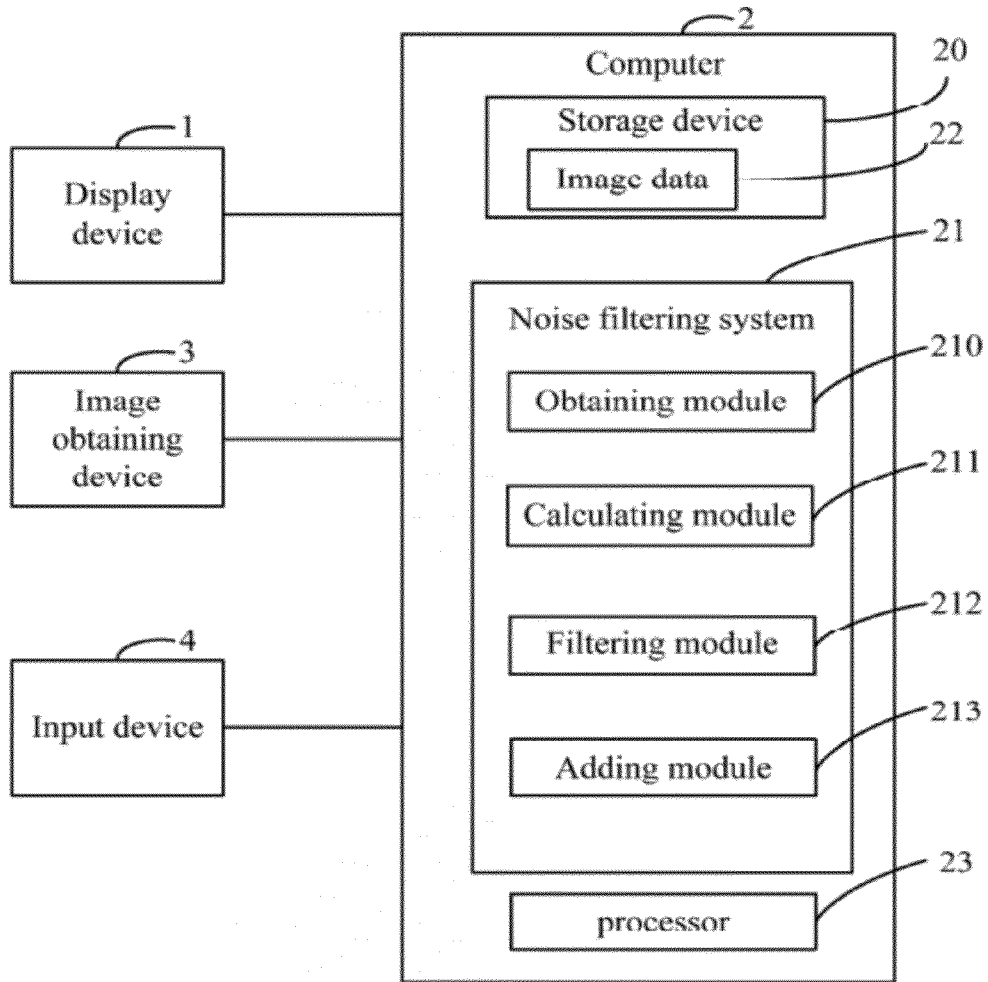 2
Computer
20
Storage device
22
Image data
1
Display
device
21
Noise filtering system
210
Obtaining module
3
Image
obtaining
device
211
Calculating module
212
Filtering module
4
Input device
213
Adding module
23
processor